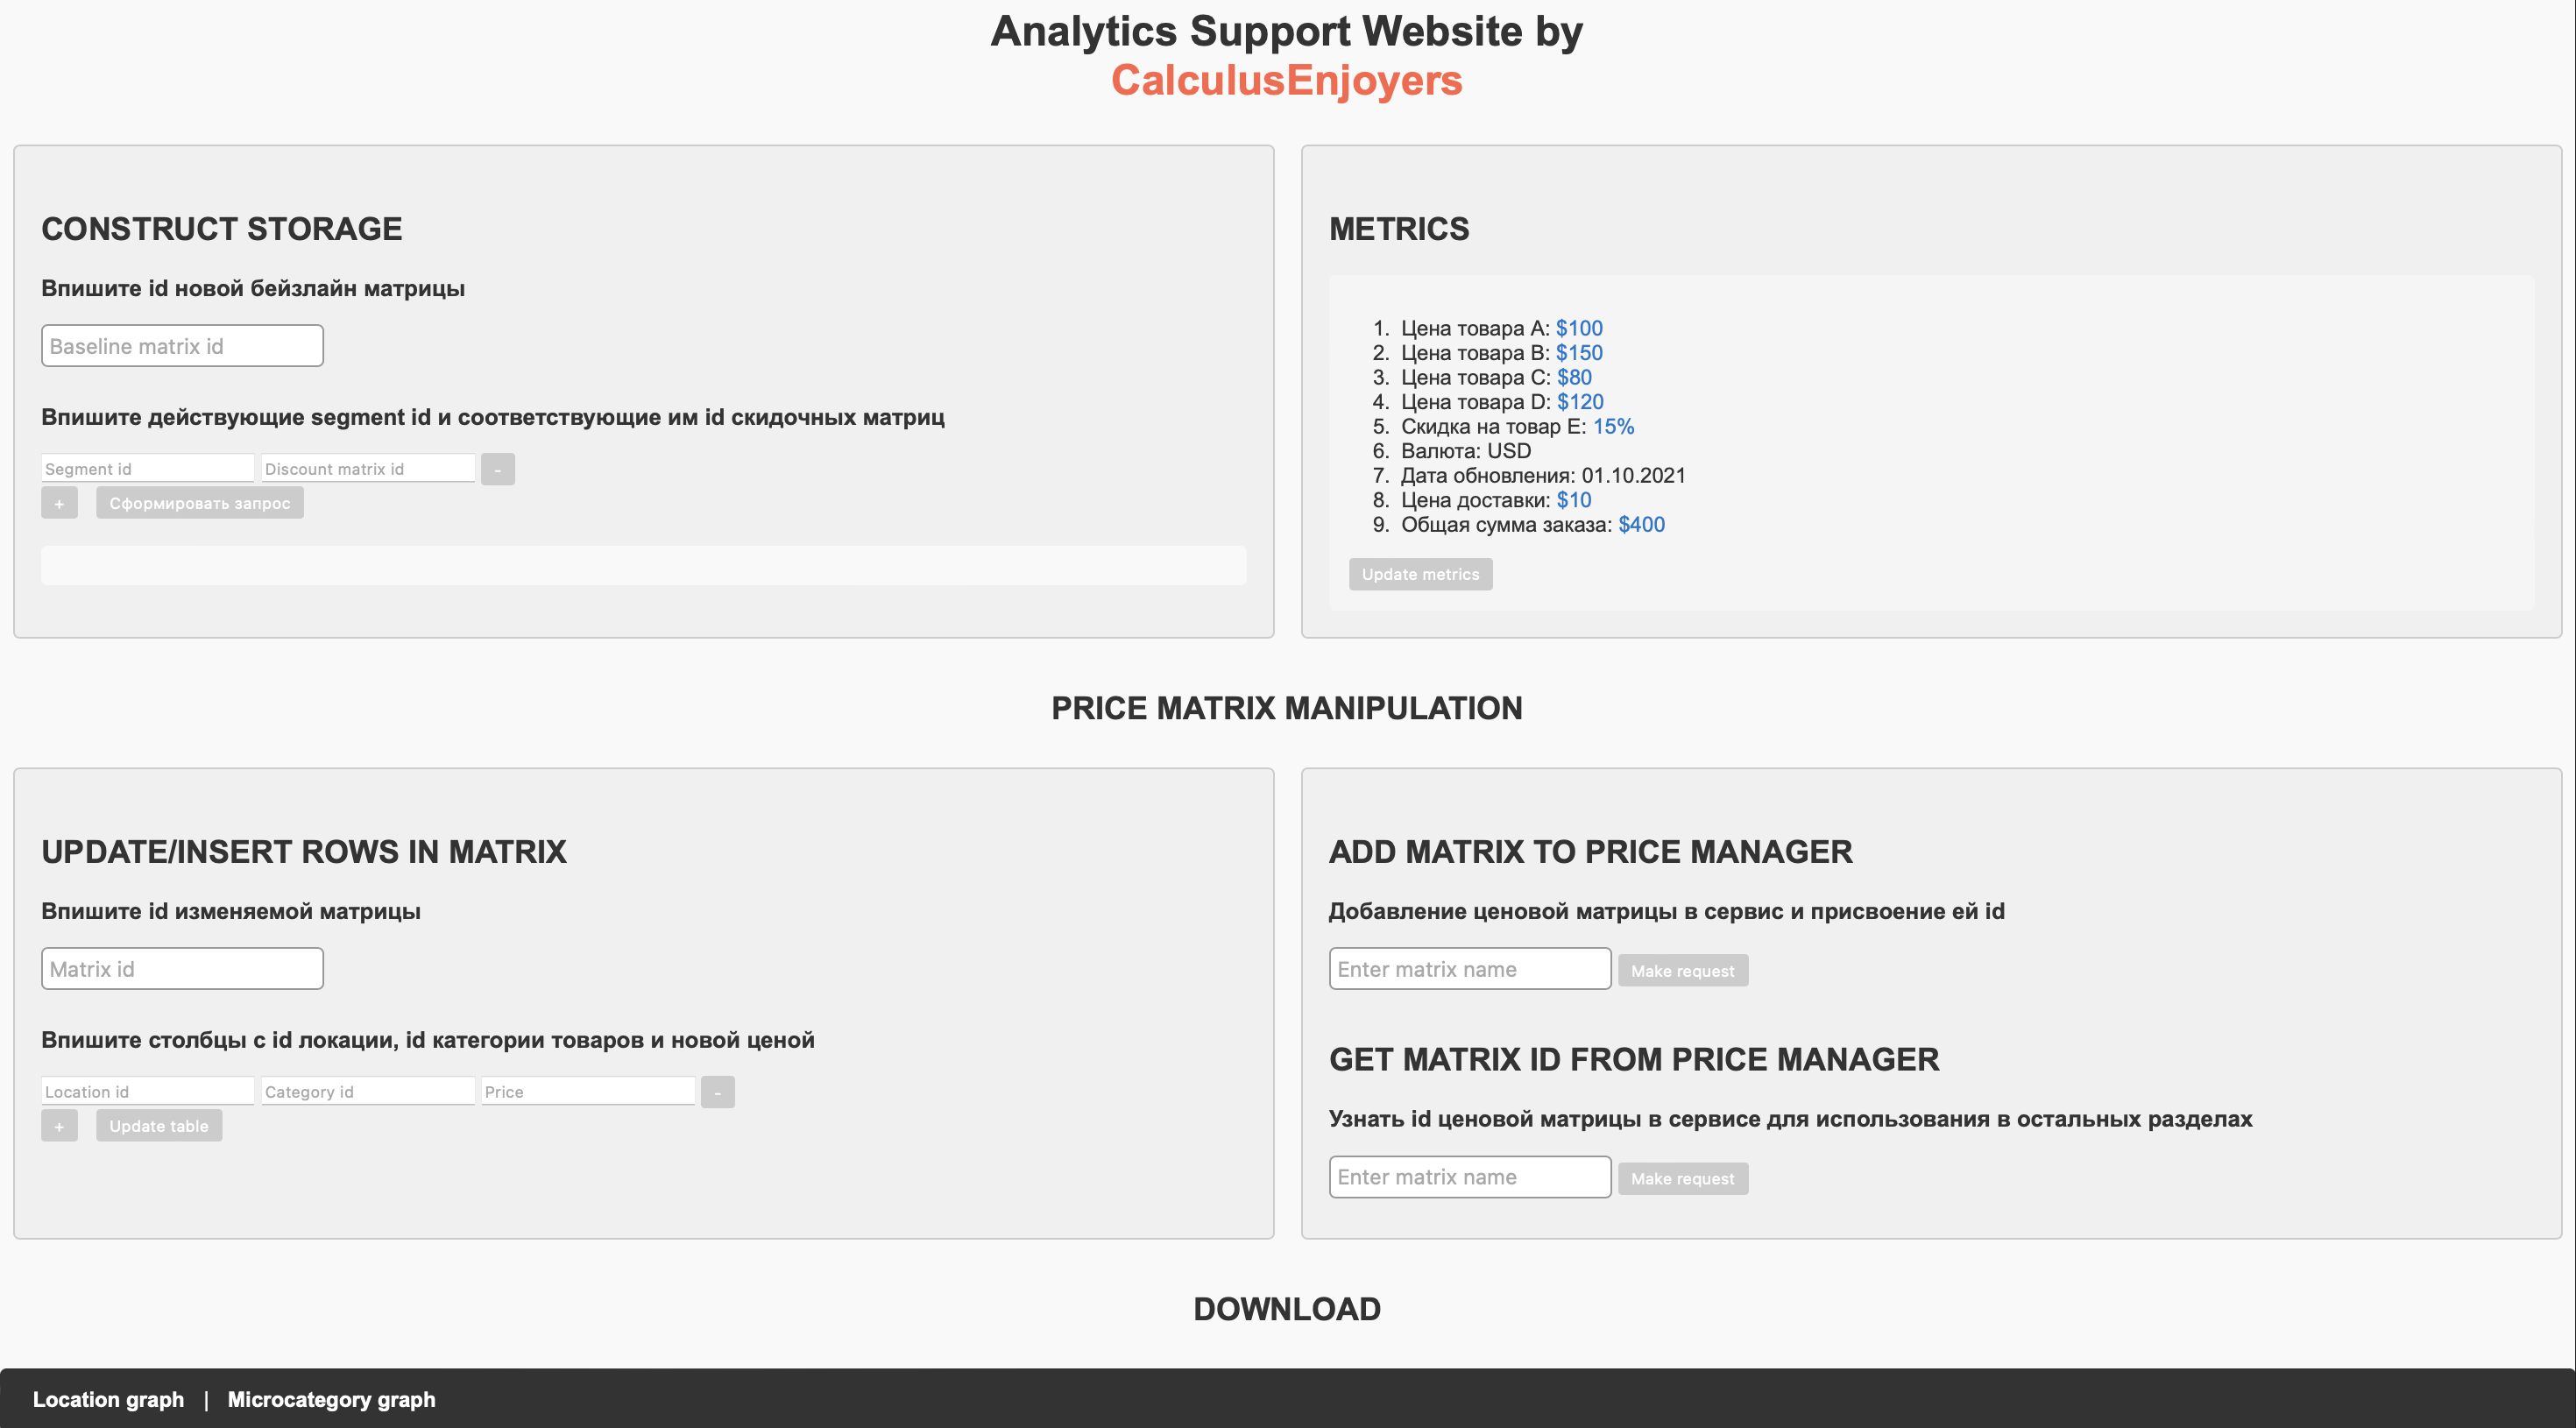 Analytics Support Website by
CalculusEnjoyers
CONSTRUCT STORAGE
Впишите id новой бейзлайн матрицы
Baseline matrix id
Впишите действующие segment id и соответствующие им id скидочных матриц
Segment id Discount matrix id -
+ Сформировать запрос
METRICS
1. Цена товара A: $100
2. Цена товара B: $150
3. Цена товара C: $80
4. Цена товара D: $120
5. Скидка на товар E: 15%
6. Валюта: USD
7. Дата обновления: 01.10.2021
8. Цена доставки: $10
9. Общая сумма заказа: $400
Update metrics
PRICE MATRIX MANIPULATION
UPDATE/INSERT ROWS IN MATRIX
Впишите id изменяемой матрицы
Matrix id
Впишите столбцы с id локации, id категории товаров и новой ценой
Location id Category id Price -
+ Update table
ADD MATRIX TO PRICE MANAGER
Добавление ценовой матрицы в сервис и присвоение ей id
Enter matrix name Make request
GET MATRIX ID FROM PRICE MANAGER
Узнать id ценовой матрицы в сервисе для использования в остальных разделах
Enter matrix name Make request
DOWNLOAD
Location graph | Microcategory graph